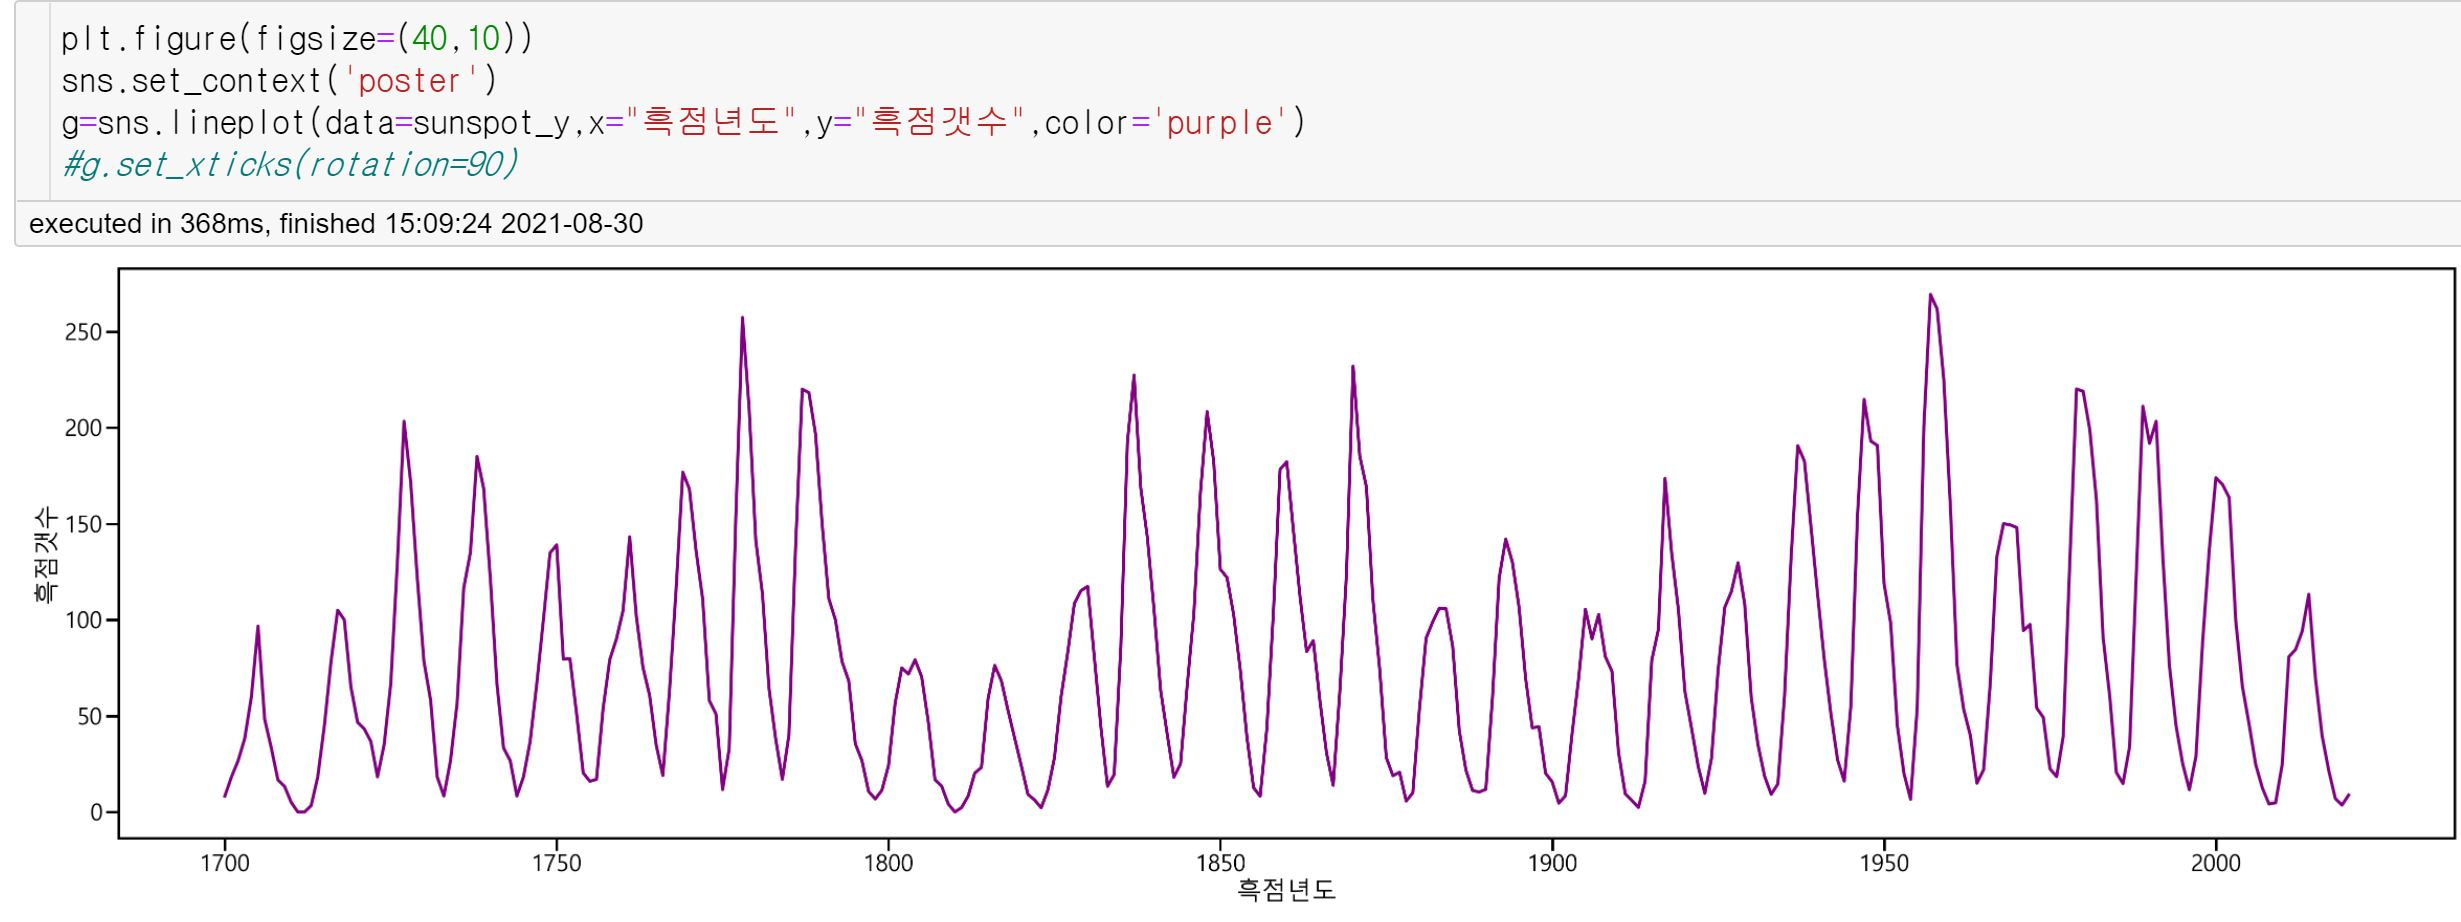 plt.figure(figsize=(40,10))
sns.set_context('poster')
g=sns.lineplot(data=sunspot_y,x="흑점년도",y="흑점갯수",color='purple')
#g.set_xticks(rotation=90)
executed in 368ms, finished 15:09:24 2021-08-30
250
200
150
100
50
0
흑점갯수
1700 1750 1800 1850 1900 1950 2000
흑점년도